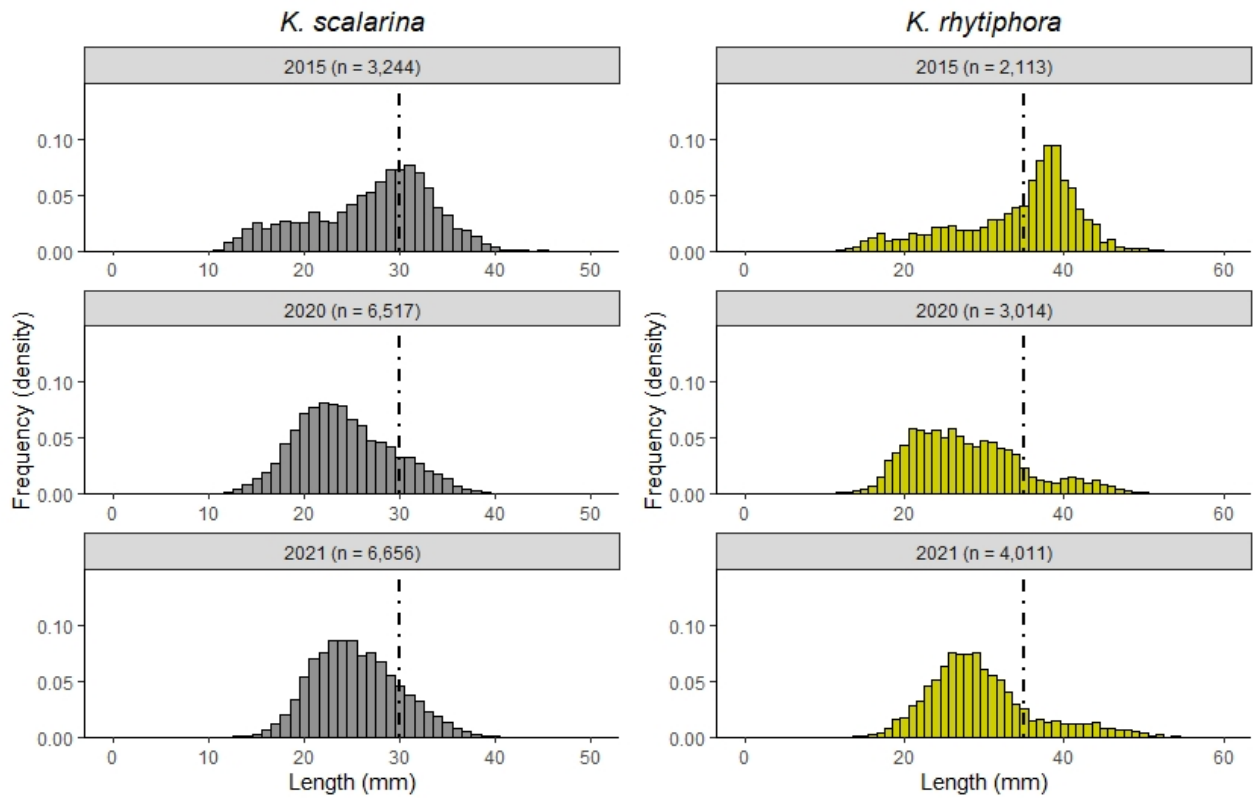 K. scalarina
2015 (n = 3,244)
0.10
0.05
0.00
0 10 20 30 40 50
2020 (n = 6,517)
0.10
0.05
0.00
0 10 20 30 40 50
2021 (n = 6,656)
0.10
0.05
0.00
0 10 20 30 40 50
Frequency (density)
Length (mm)
K. rhytiphora
2015 (n = 2,113)
0.10
0.05
0.00
0 20 40 60
2020 (n = 3,014)
0.10
0.05
0.00
0 20 40 60
2021 (n = 4,011)
0.10
0.05
0.00
0 20 40 60
Frequency (density)
Length (mm)